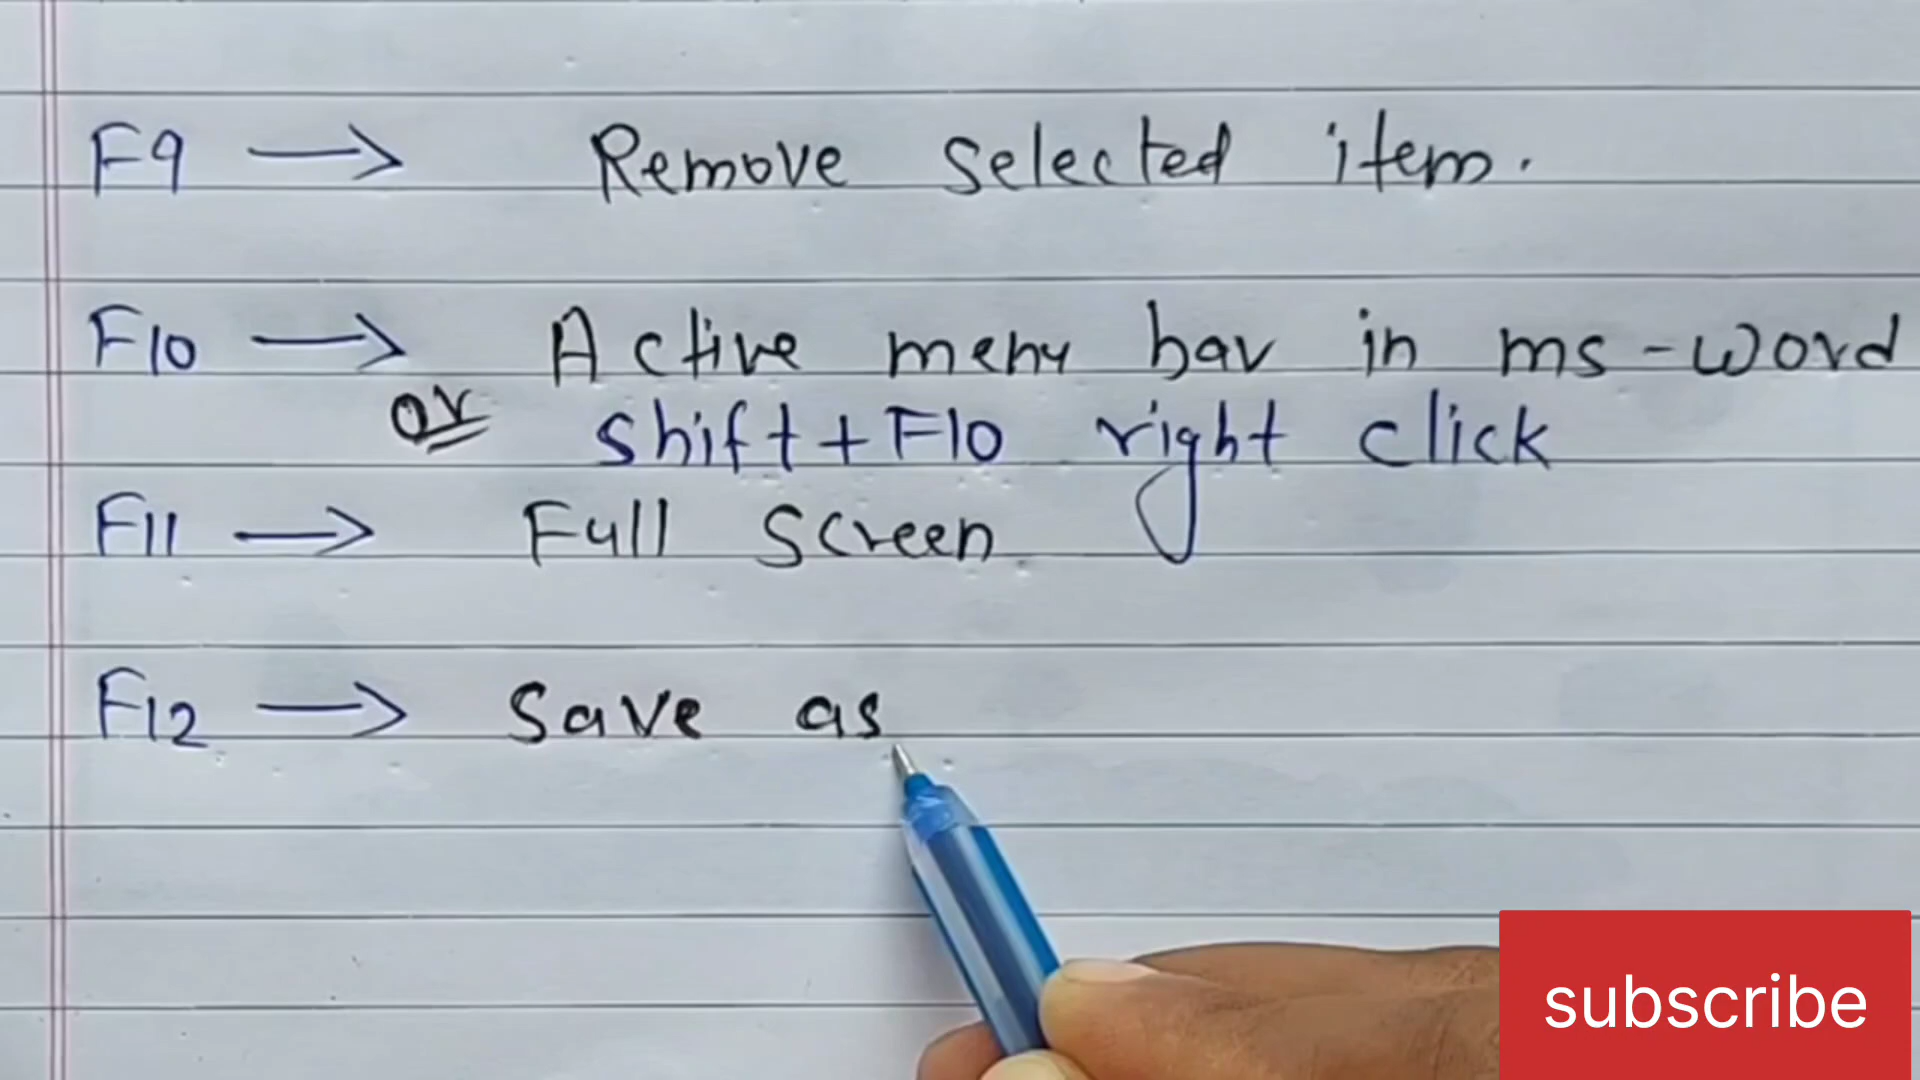 F9 → Remove selected item.
F10 → Active menu bar in ms-word
or shift+F10 right click
F11 → Full Screen
F12 → Save as
subscribe